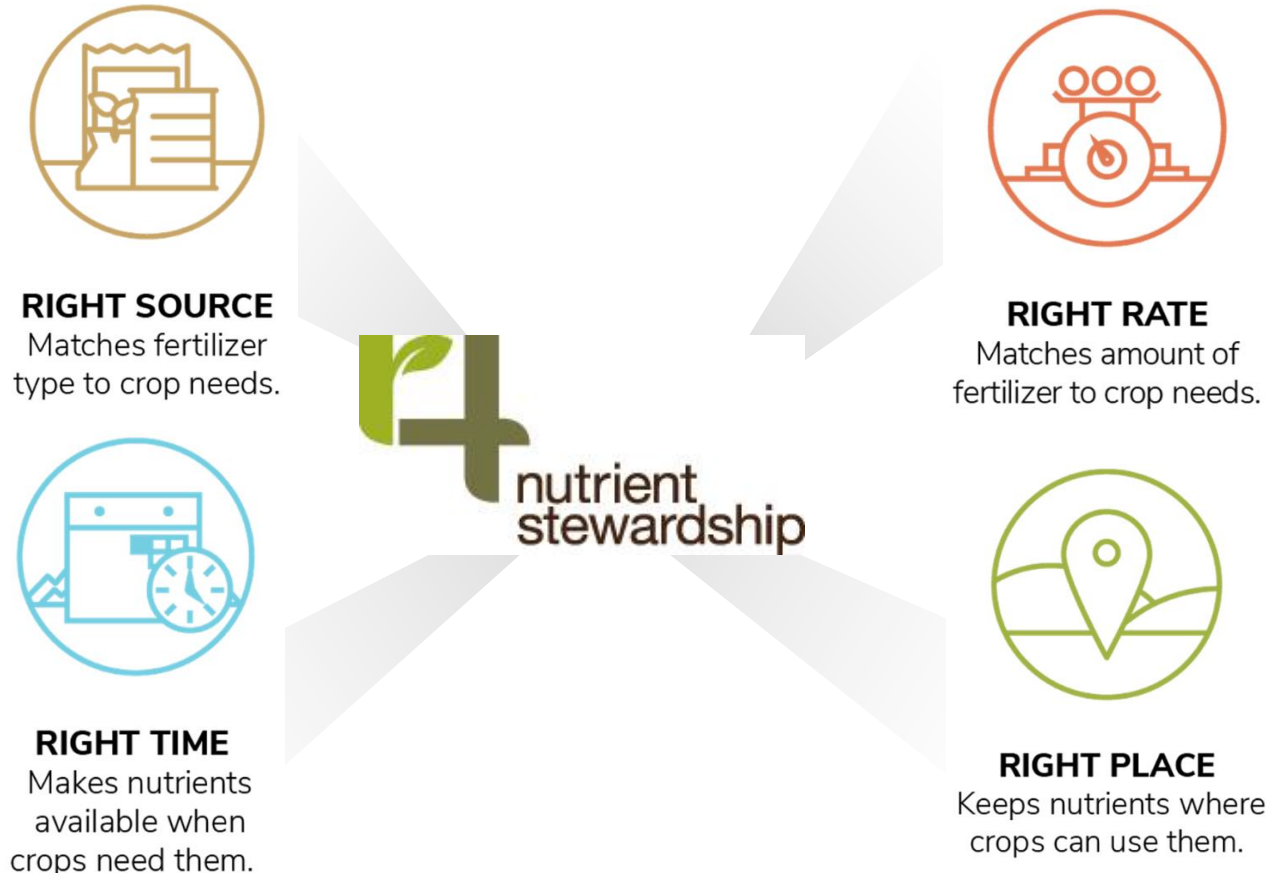 RIGHT SOURCE
Matches fertilizer
type to crop needs.
RIGHT RATE
Matches amount of
fertilizer to crop needs.
4
nutrient
stewardship
RIGHT TIME
Makes nutrients
available when
crops need them.
RIGHT PLACE
Keeps nutrients where
crops can use them.